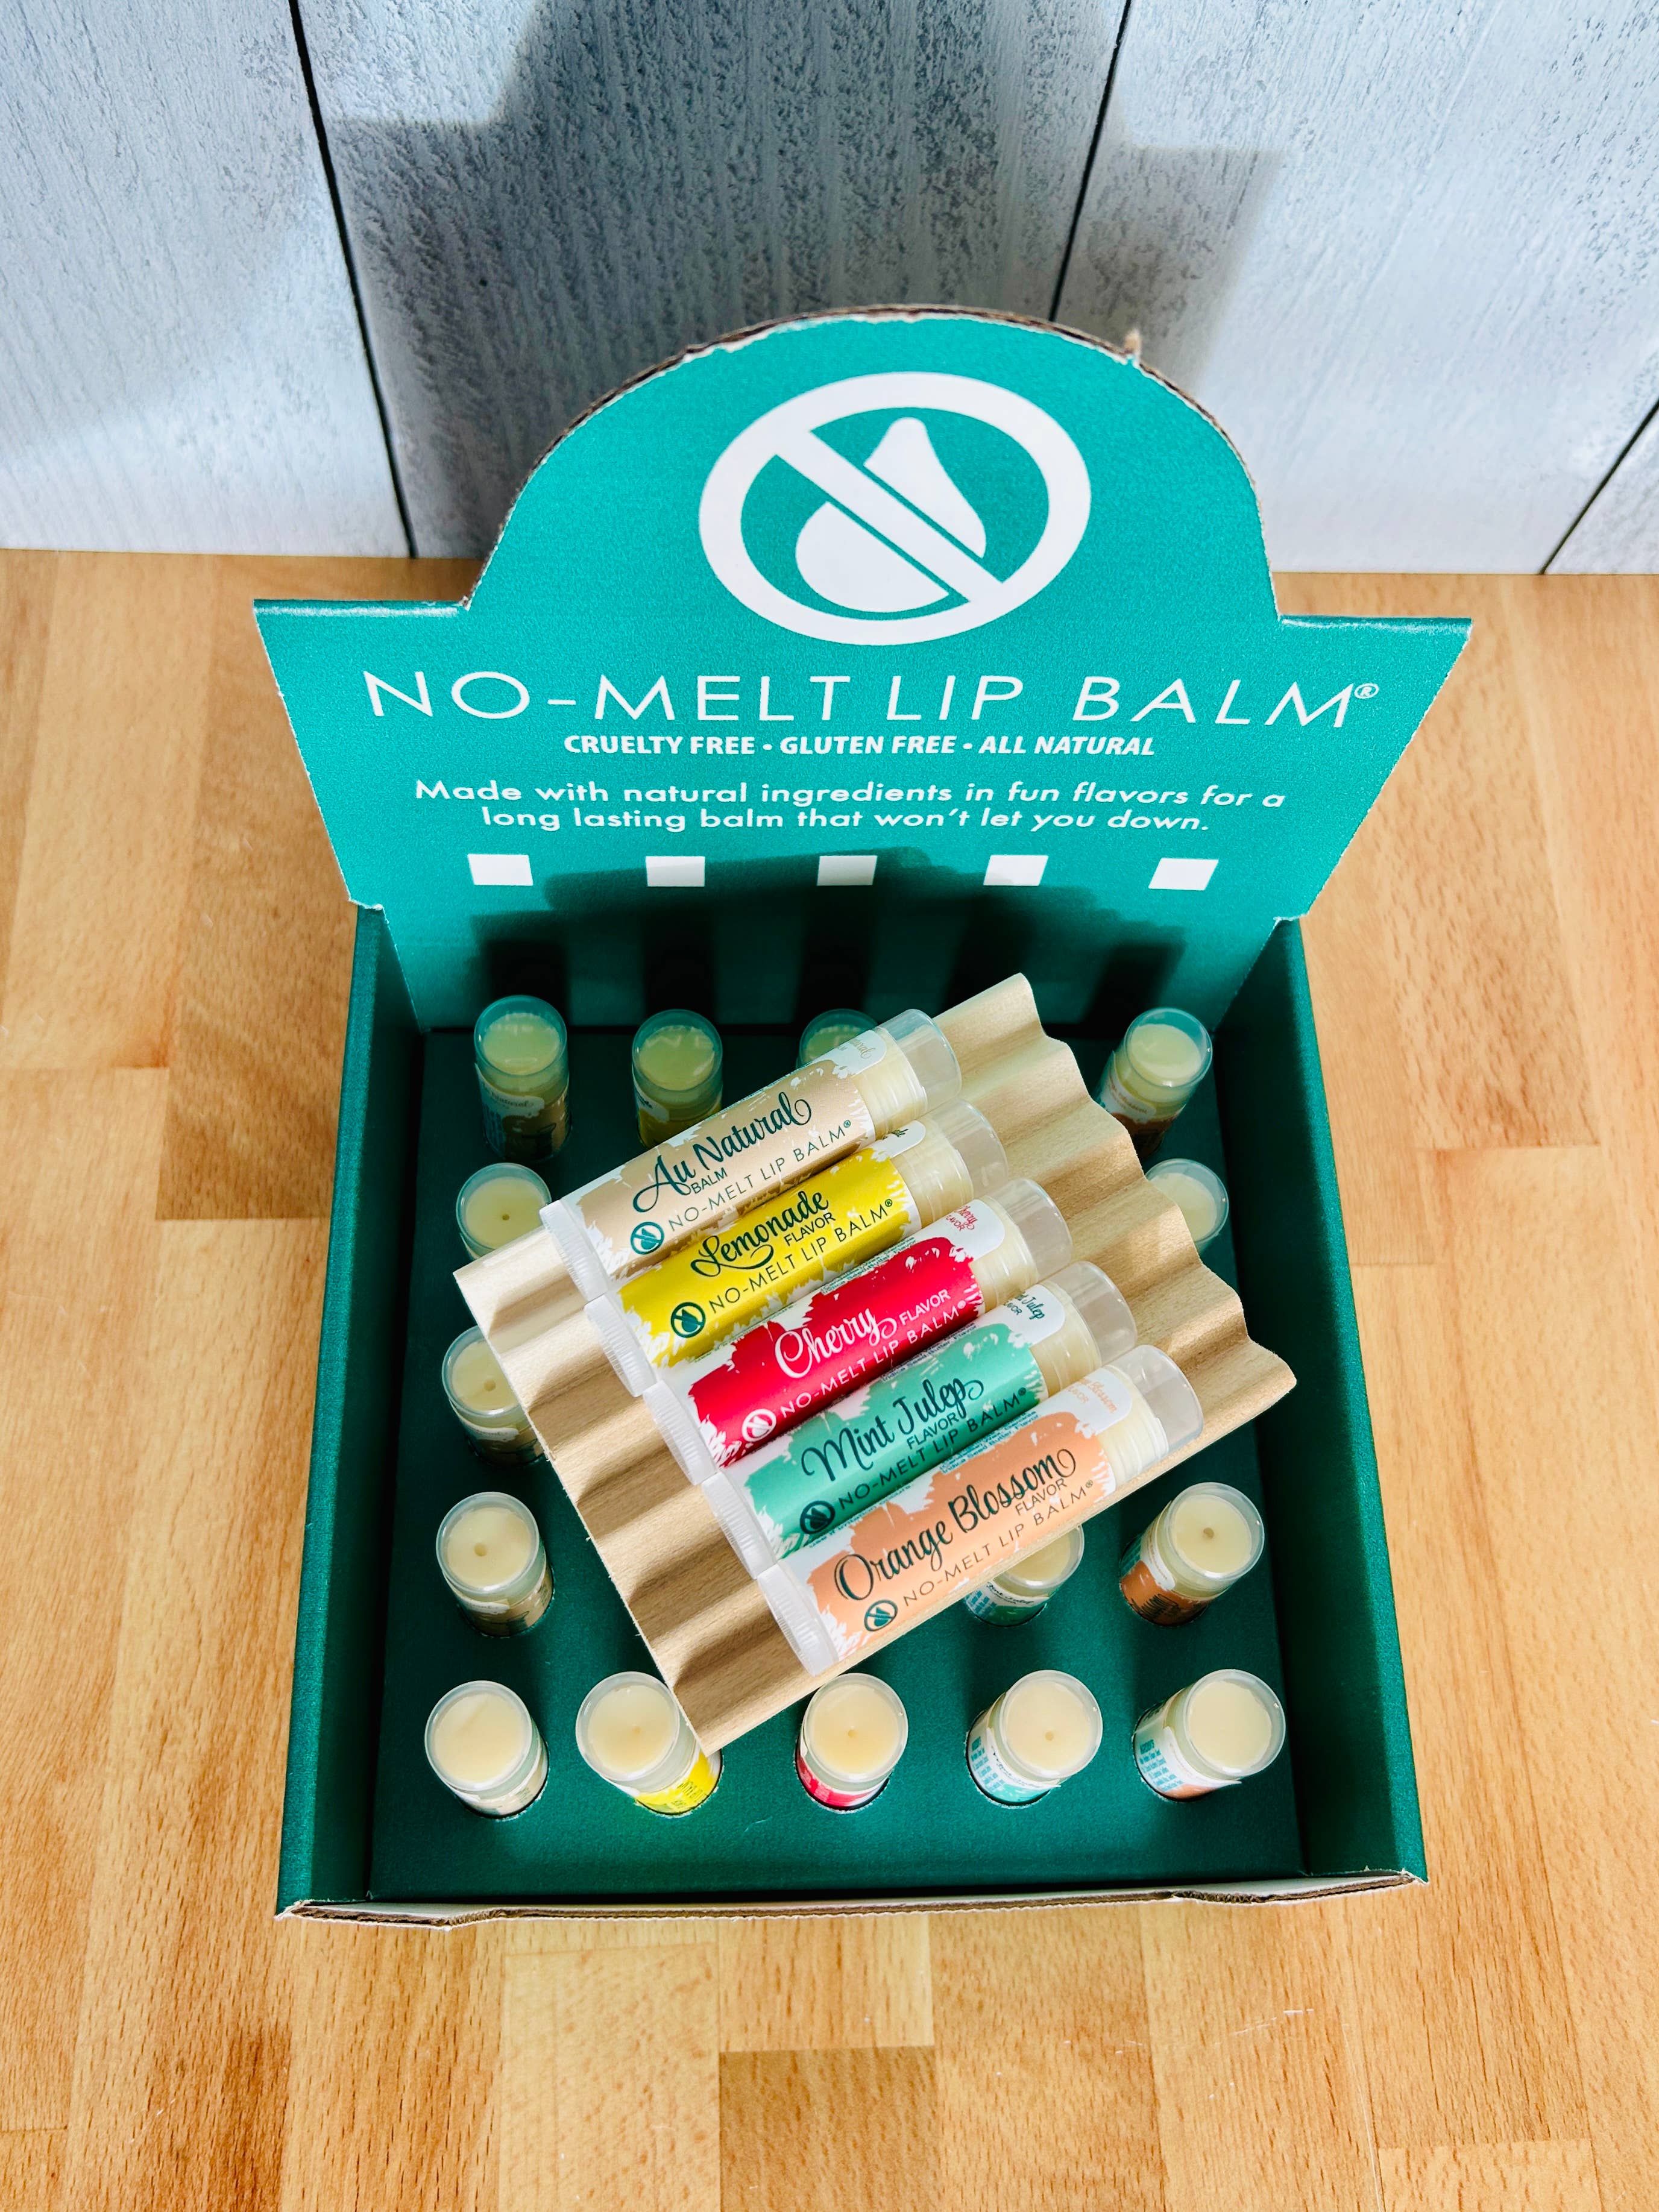 NO-MELT LIP BALM®
CRUELTY FREE • GLUTEN FREE • ALL NATURAL
Made with natural ingredients in fun flavors for a
long lasting balm that won't let you down.
Au Natural
BALM
NO-MELT LIP BALM®
Lemonade
FLAVOR
NO-MELT LIP BALM®
Cherry FLAVOR
NO-MELT LIP BALM®
Mint Julep
FLAVOR
NO-MELT LIP BALM®
Orange Blossom
FLAVOR
NO-MELT LIP BALM®